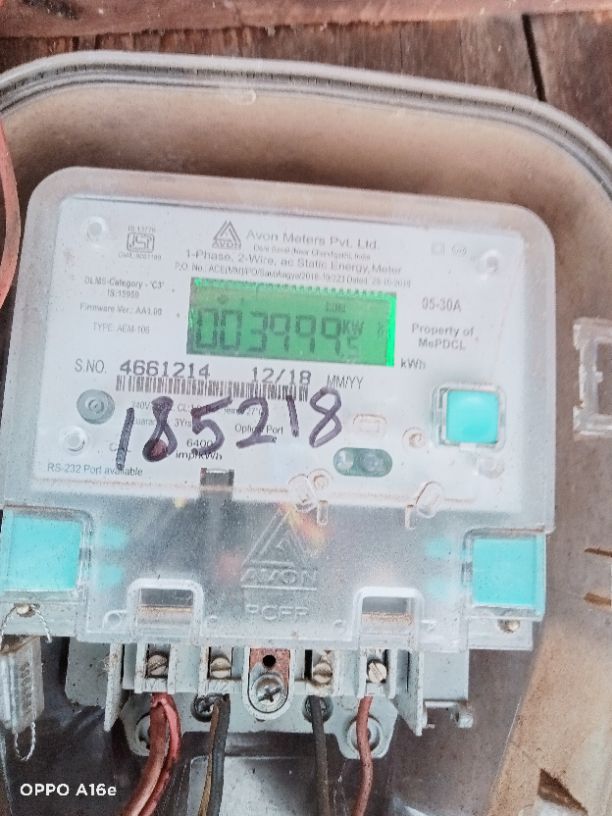 Avon Meters Pvt. Ltd.
AVON
1-Phase, 2-Wire, ac Static Energy Meter
DLMS-Category - 'C3'
IS:15959
05-30A
Firmware Ver.: AA1.00
TYPE: AEM-106
Property of
MePDCL
kWh
S.NO. 4661214 12/18 MM/YY
185218
Optical Port
6400
imp/kWh
RS-232 Port available
AVON
OPPO A16e